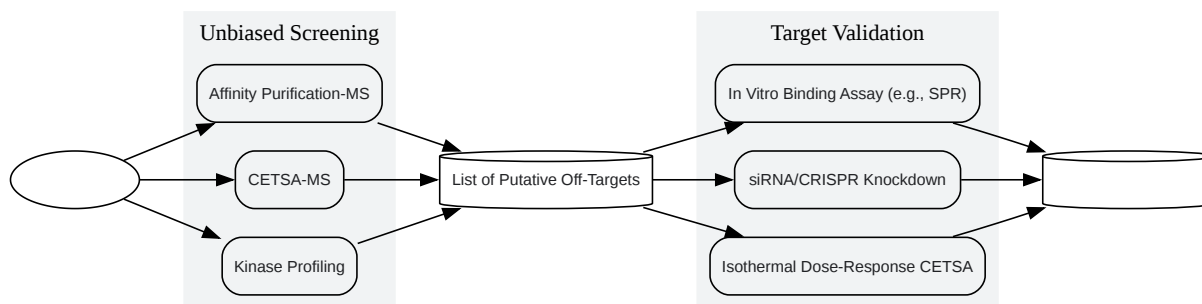 Unbiased Screening
Affinity Purification-MS
CETSA-MS
Kinase Profiling
List of Putative Off-Targets
Target Validation
In Vitro Binding Assay (e.g., SPR)
siRNA/CRISPR Knockdown
Isothermal Dose-Response CETSA